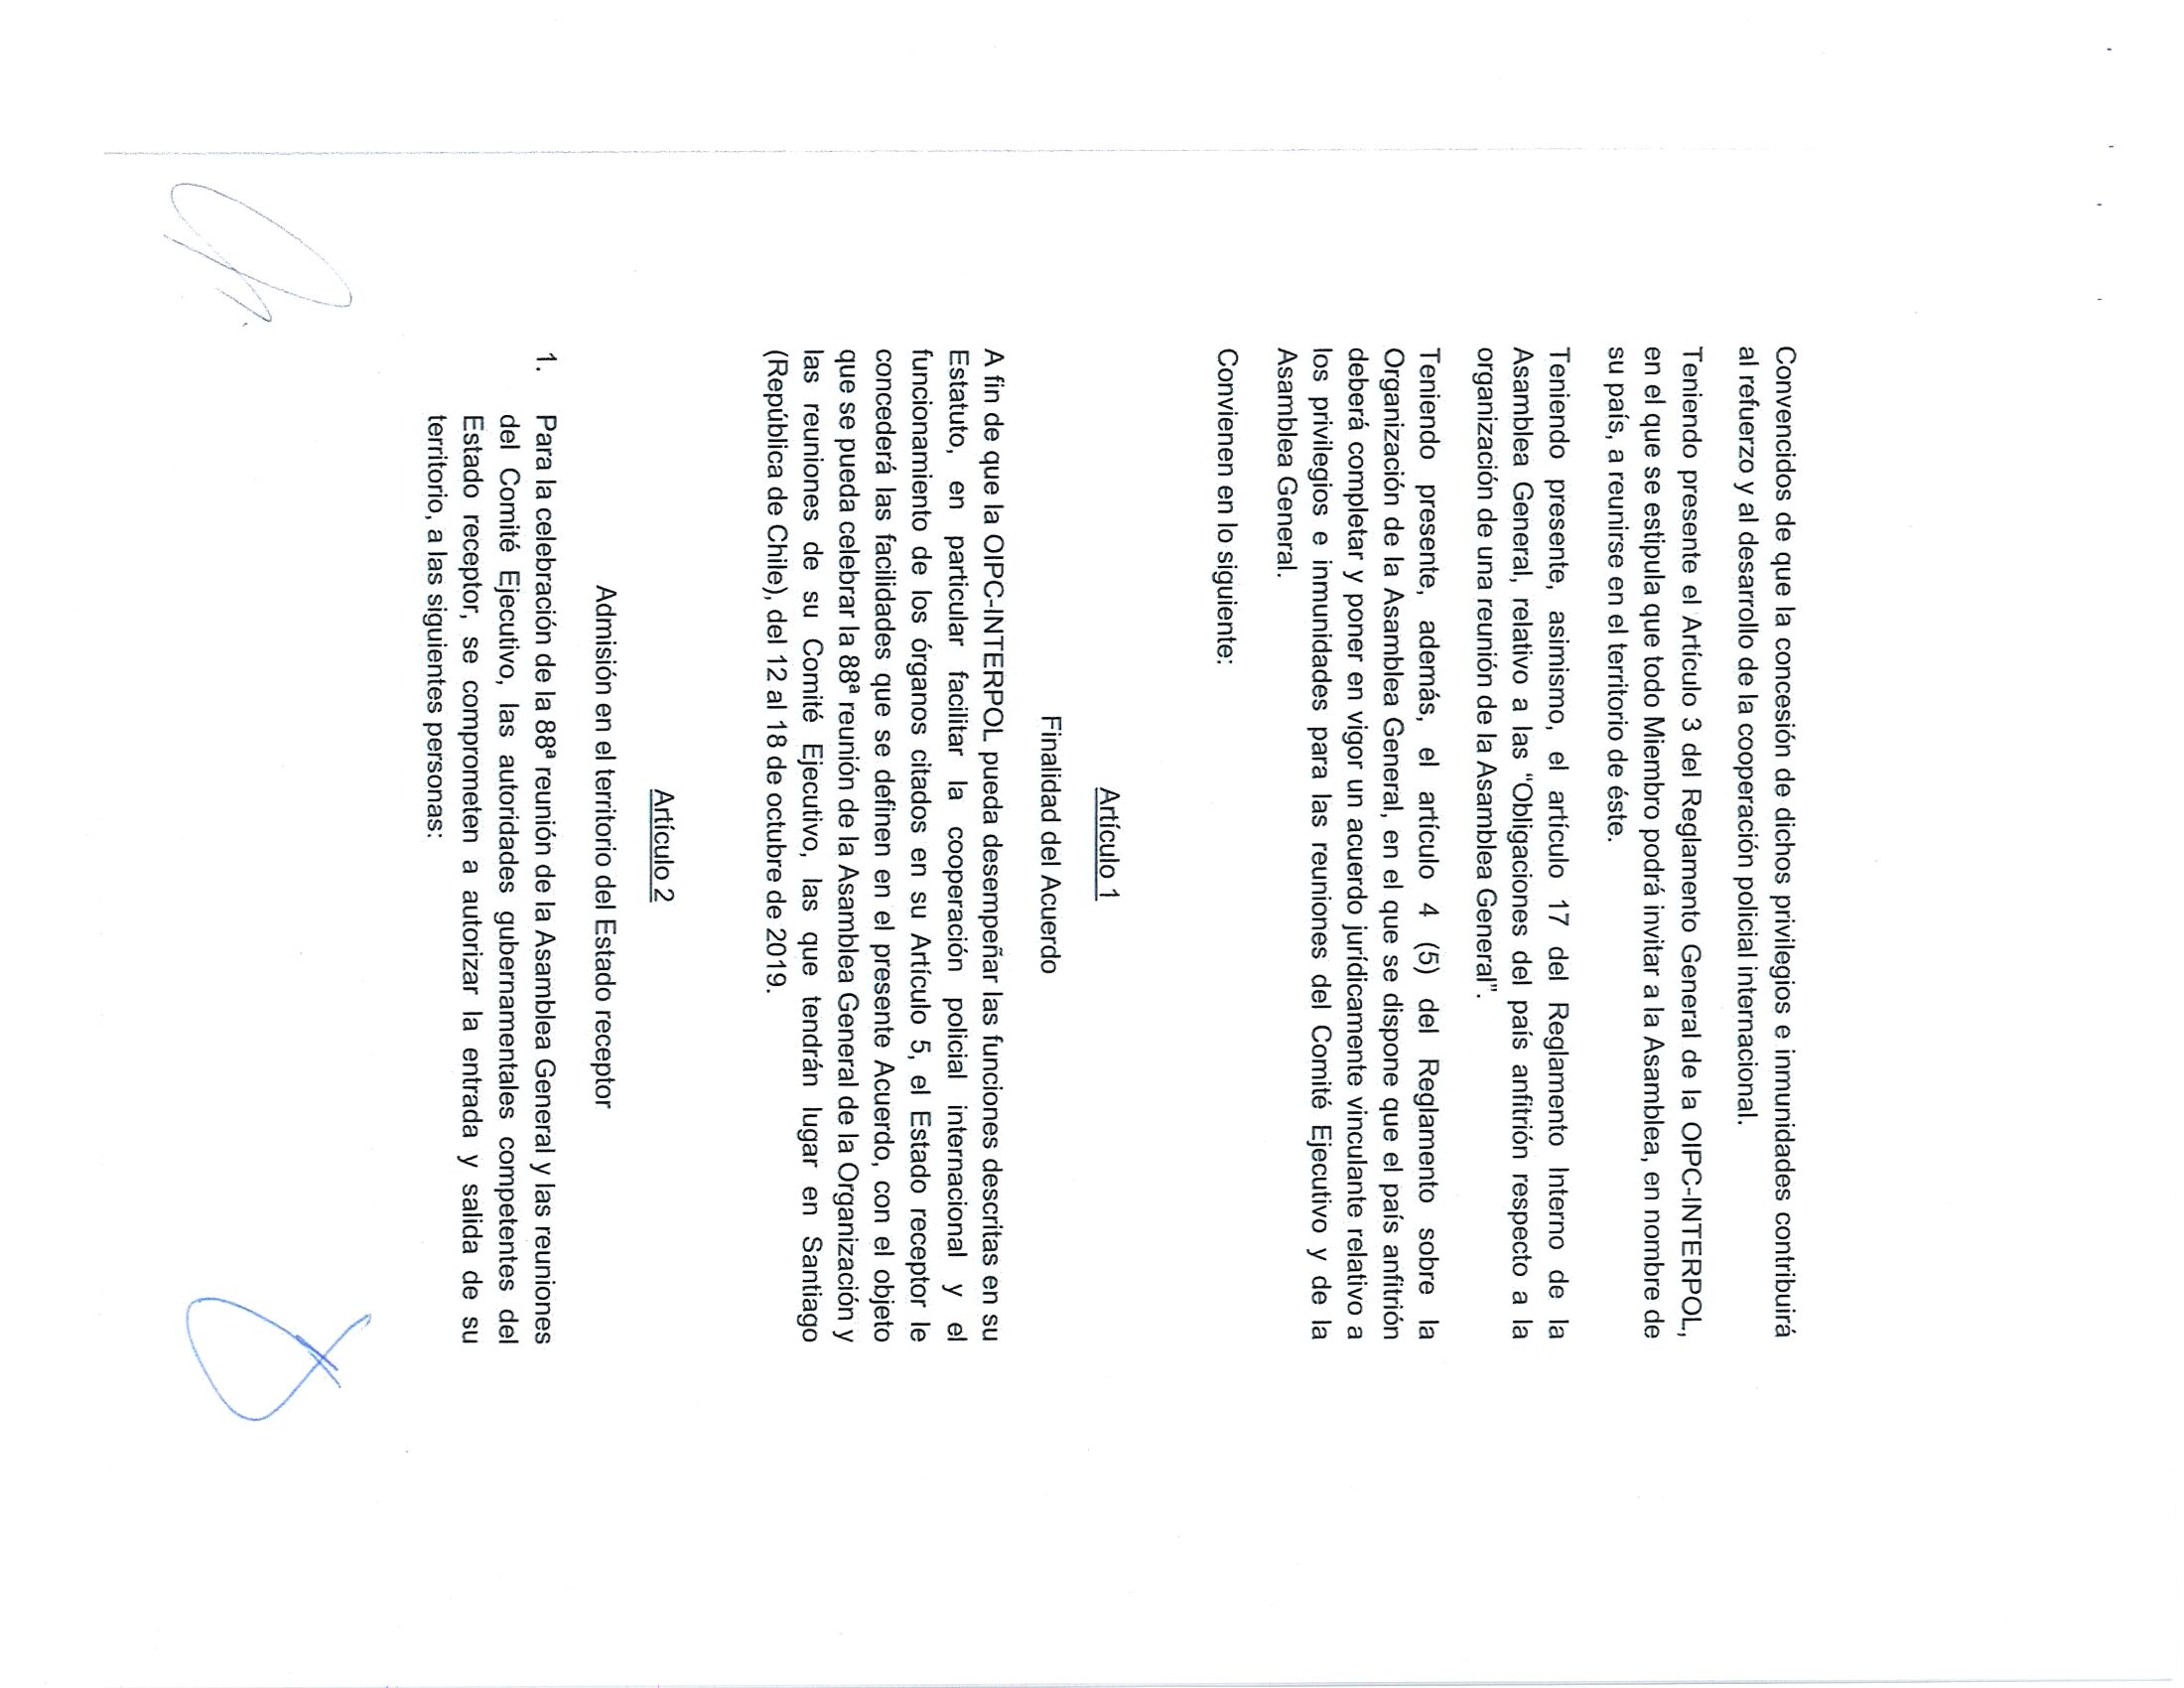 Convencidos de que la concesión de dichos privilegios e inmunidades contribuirá
al refuerzo y al desarrollo de la cooperación policial internacional.
Teniendo presente el Artículo 3 del Reglamento General de la OIPC-INTERPOL,
en el que se estipula que todo Miembro podrá invitar a la Asamblea, en nombre de
su país, a reunirse en el territorio de éste.
Teniendo presente, asimismo, el artículo 17 del Reglamento Interno de la
Asamblea General, relativo a las “Obligaciones del país anfitrión respecto a la
organización de una reunión de la Asamblea General”.
Teniendo presente, además, el artículo 4 (5) del Reglamento sobre la
Organización de la Asamblea General, en el que se dispone que el país anfitrión
deberá completar y poner en vigor un acuerdo jurídicamente vinculante relativo a
los privilegios e inmunidades para las reuniones del Comité Ejecutivo y de la
Asamblea General.
Convienen en lo siguiente:
Artículo 1
Finalidad del Acuerdo
A fin de que la OIPC-INTERPOL pueda desempeñar las funciones descritas en su
Estatuto, en particular facilitar la cooperación policial internacional y el
funcionamiento de los órganos citados en su Artículo 5, el Estado receptor le
concederá las facilidades que se definen en el presente Acuerdo, con el objeto
que se pueda celebrar la 88ª reunión de la Asamblea General de la Organización y
las reuniones de su Comité Ejecutivo, las que tendrán lugar en Santiago
(República de Chile), del 12 al 18 de octubre de 2019.
Artículo 2
Admisión en el territorio del Estado receptor
1. Para la celebración de la 88ª reunión de la Asamblea General y las reuniones
del Comité Ejecutivo, las autoridades gubernamentales competentes del
Estado receptor, se comprometen a autorizar la entrada y salida de su
territorio, a las siguientes personas: